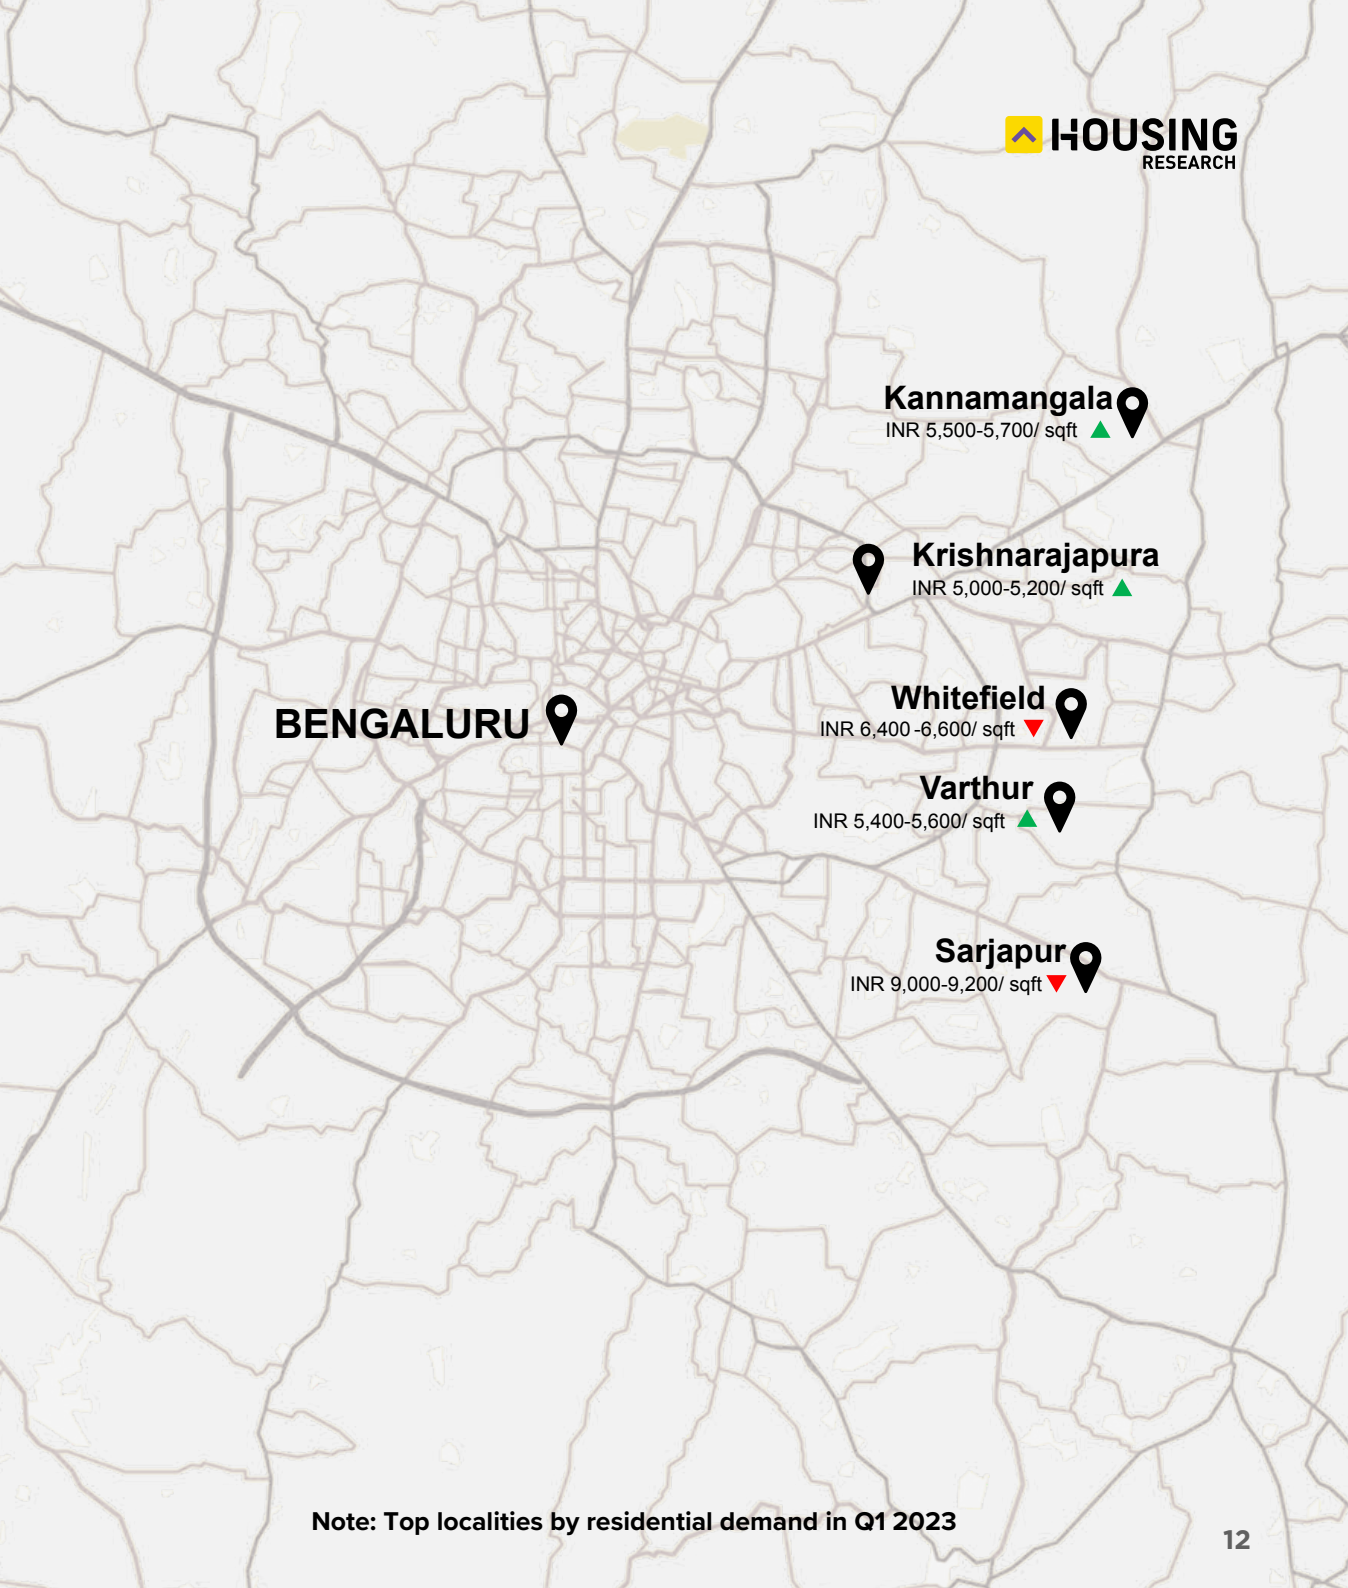 HOUSING
RESEARCH
Kannamangala
INR 5,500-5,700/ sqft
Krishnarajapura
INR 5,000-5,200/ sqft
Whitefield
INR 6,400-6,600/ sqft
BENGALURU
Varthur
INR 5,400-5,600/ sqft
Sarjapur
INR 9,000-9,200/ sqft
Note: Top localities by residential demand in Q1 2023
12